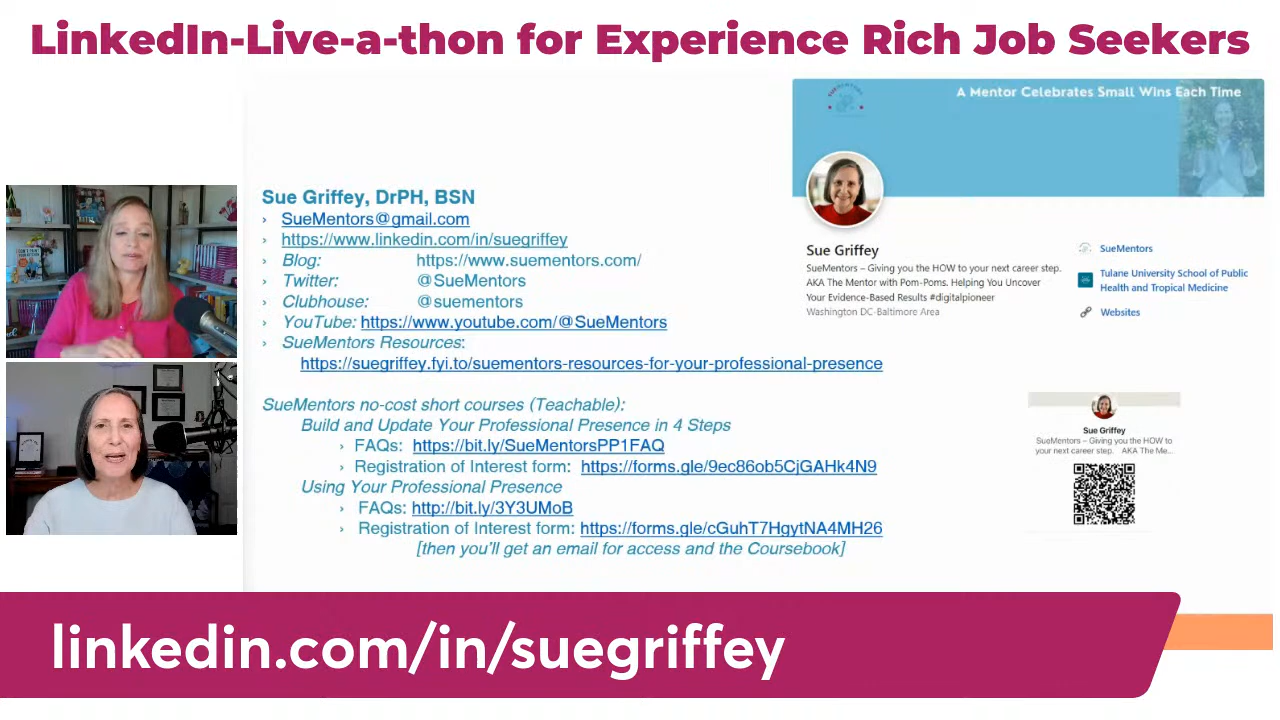 LinkedIn-Live-a-thon for Experience Rich Job Seekers
A Mentor Celebrates Small Wins Each Time
Sue Griffey, DrPH, BSN
› SueMentors@gmail.com
› https://www.linkedin.com/in/suegriffey
› Blog: https://www.suementors.com/
› Twitter: @SueMentors
› Clubhouse: @suementors
› YouTube: https://www.youtube.com/@SueMentors
› SueMentors Resources:
https://suegriffey.fyi.to/suementors-resources-for-your-professional-presence
SueMentors no-cost short courses (Teachable):
Build and Update Your Professional Presence in 4 Steps
› FAQs: https://bit.ly/SueMentorsPP1FAQ
› Registration of Interest form: https://forms.gle/9ec86ob5CjGAHk4N9
Using Your Professional Presence
› FAQs: http://bit.ly/3Y3UMoB
› Registration of Interest form: https://forms.gle/cGuhT7HgytNA4MH26
[then you'll get an email for access and the Coursebook]
Sue Griffey
SueMentors – Giving you the HOW to your next career step.
AKA The Mentor with Pom-Poms. Helping You Uncover
Your Evidence-Based Results #digitalpioneer
Washington DC-Baltimore Area
SueMentors
Tulane University School of Public
Health and Tropical Medicine
Websites
Sue Griffey
SueMentors – Giving you the HOW to
your next career step. AKA The Me...
linkedin.com/in/suegriffey